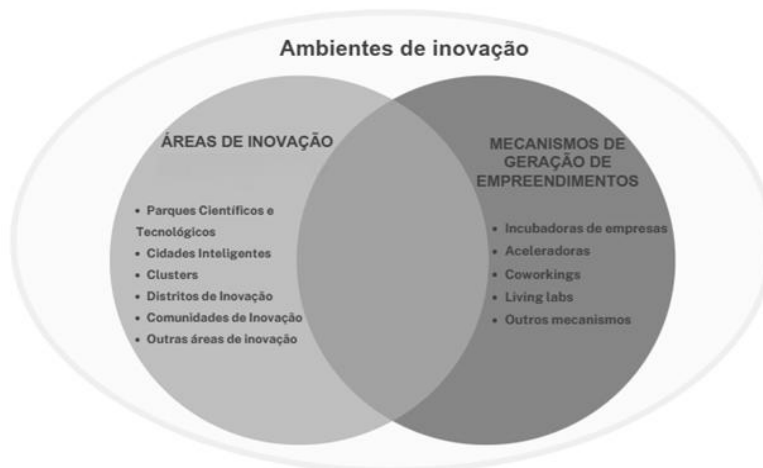 Ambientes de inovação
ÁREAS DE INOVAÇÃO
• Parques Científicos e
Tecnológicos
• Cidades Inteligentes
• Clusters
• Distritos de Inovação
• Comunidades de Inovação
• Outras áreas de inovação
MECANISMOS DE
GERAÇÃO DE
EMPREENDIMENTOS
• Incubadoras de empresas
• Aceleradoras
• Coworkings
• Living labs
• Outros mecanismos